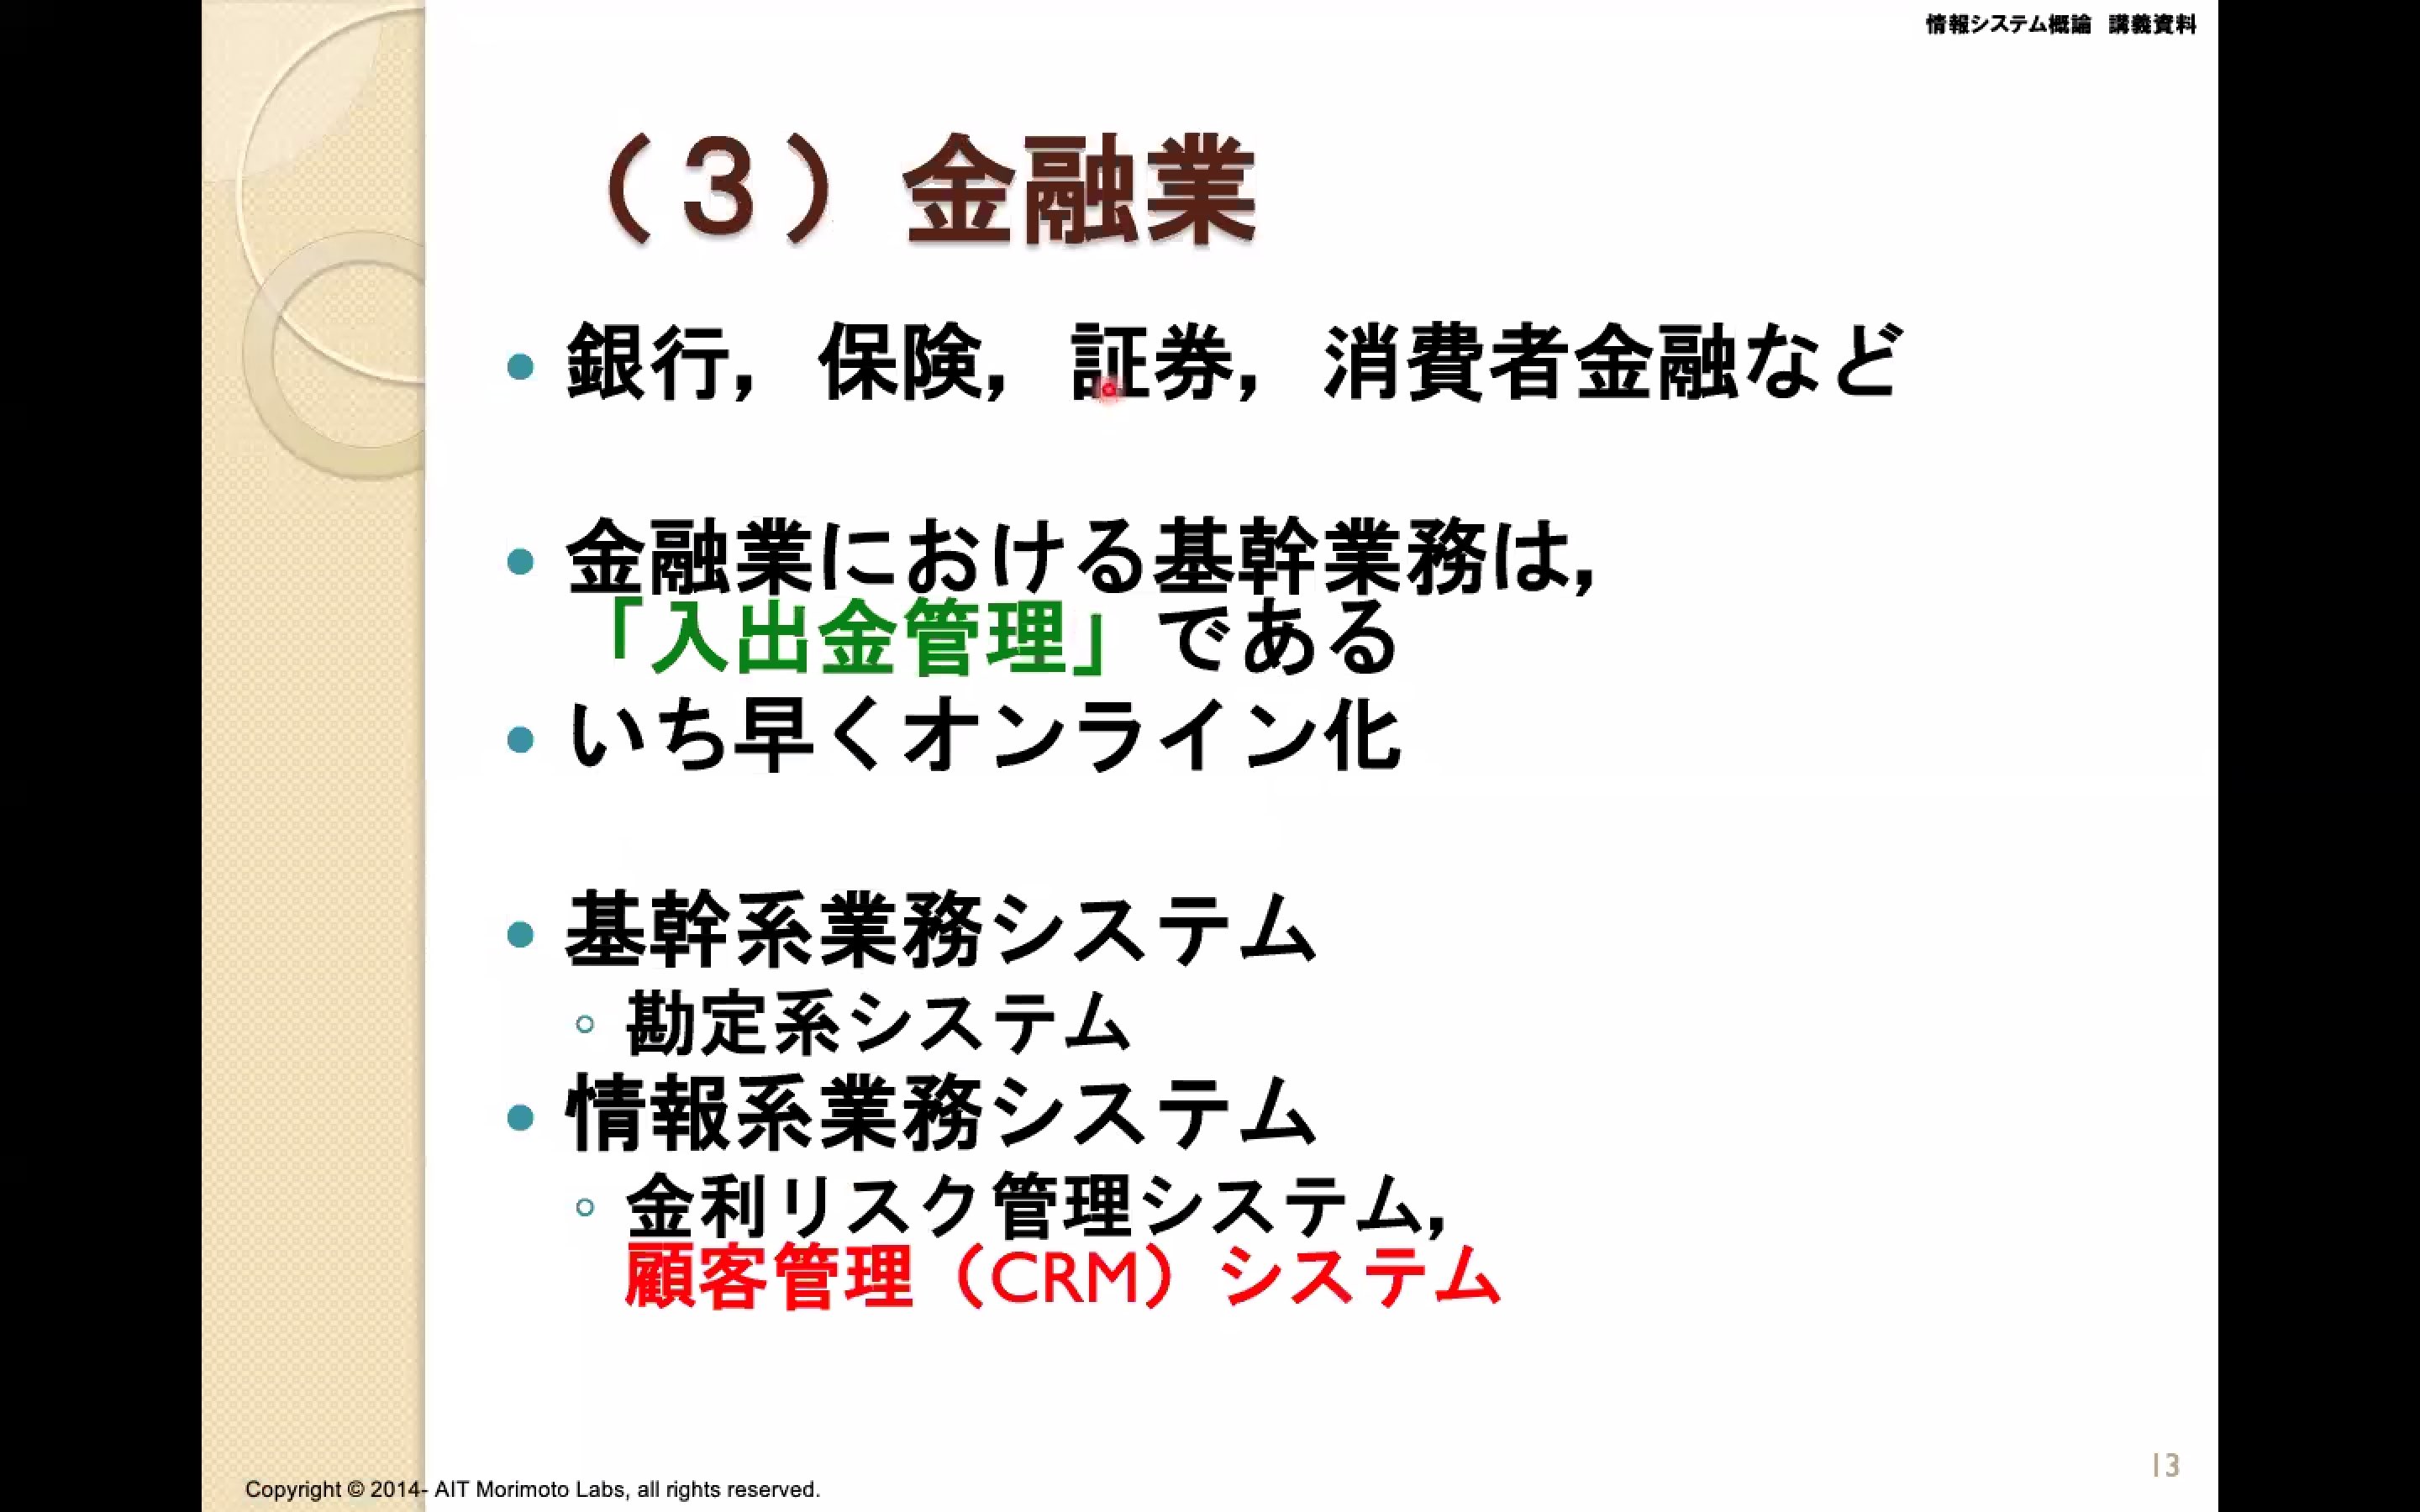 情報システム概論 講義資料
（３）金融業
• 銀行，保険，証券，消費者金融など
• 金融業における基幹業務は，
「入出金管理」である
• いち早くオンライン化
• 基幹系業務システム
◦ 勘定系システム
• 情報系業務システム
◦ 金利リスク管理システム，
顧客管理（CRM）システム
13
Copyright © 2014- AIT Morimoto Labs, all rights reserved.